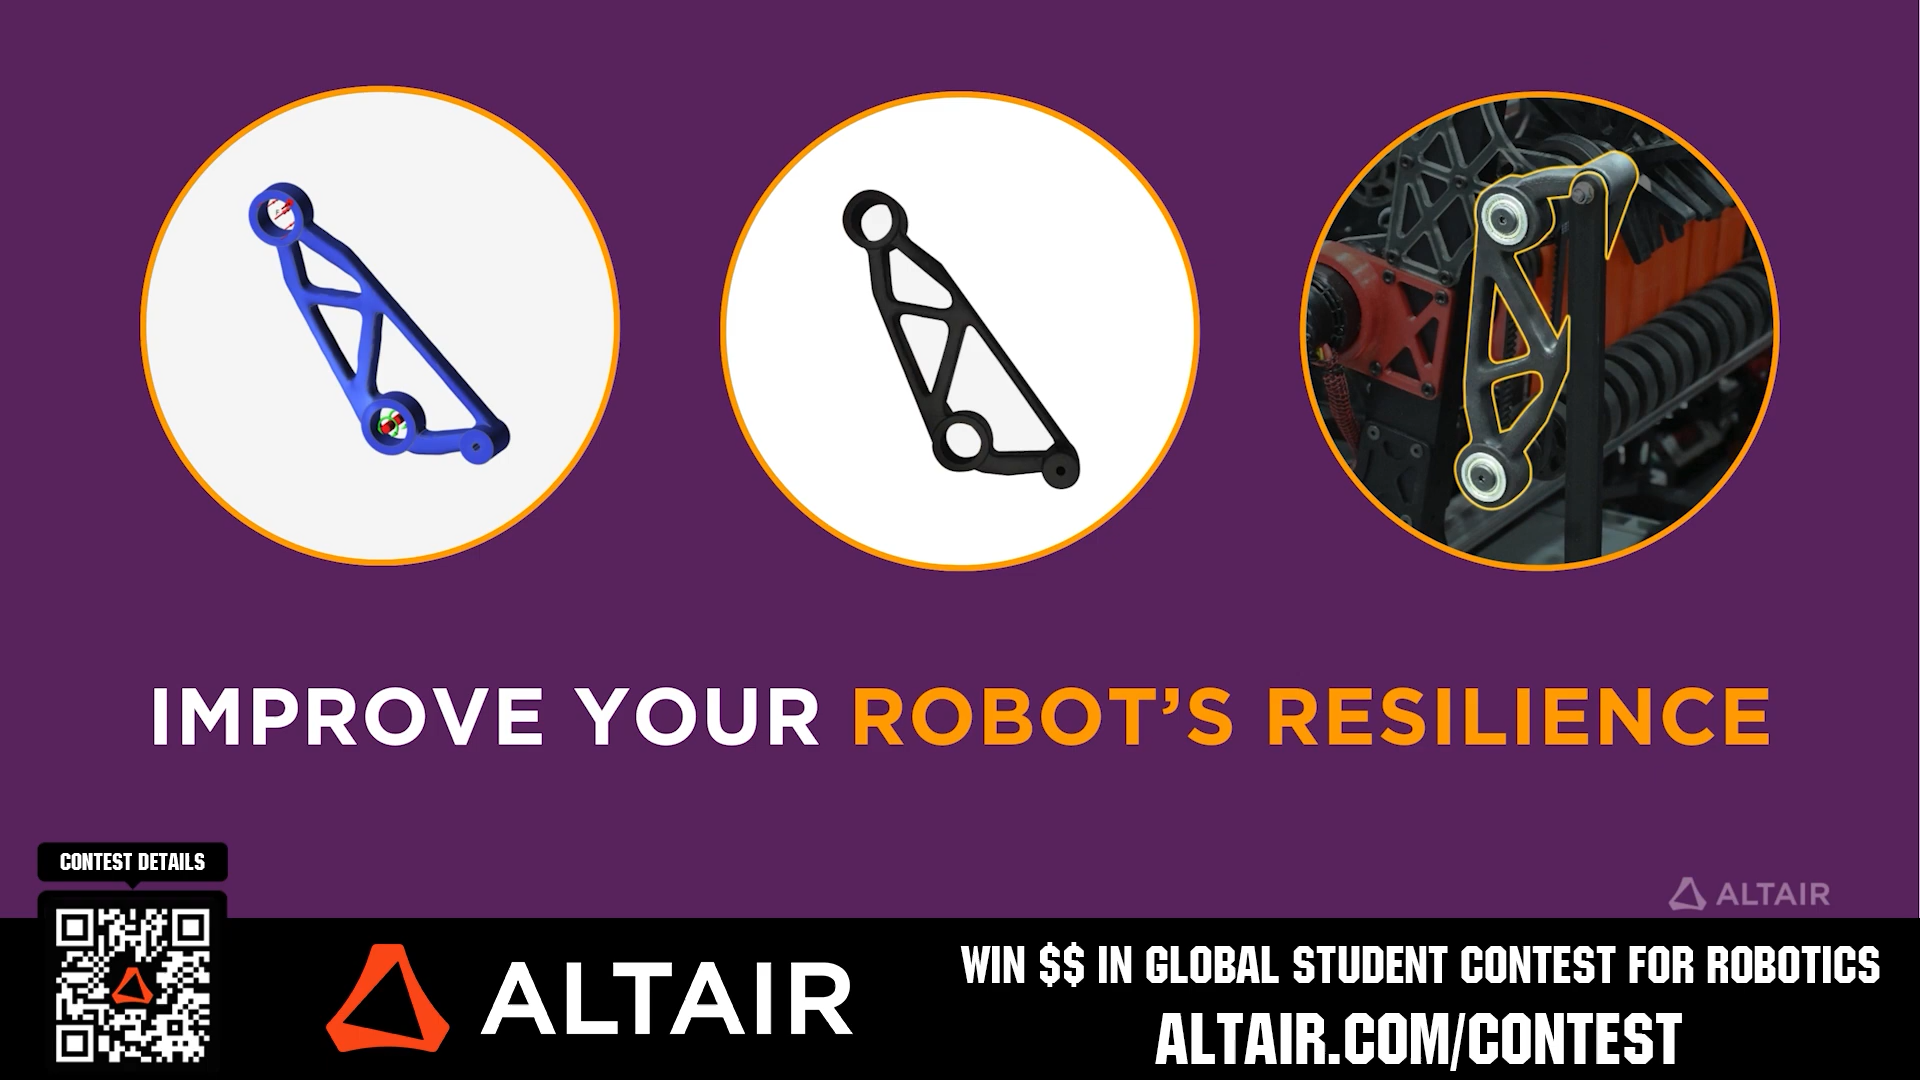 IMPROVE YOUR ROBOT'S RESILIENCE
CONTEST DETAILS
ALTAIR
ALTAIR
WIN $$ IN GLOBAL STUDENT CONTEST FOR ROBOTICS
ALTAIR.COM/CONTEST